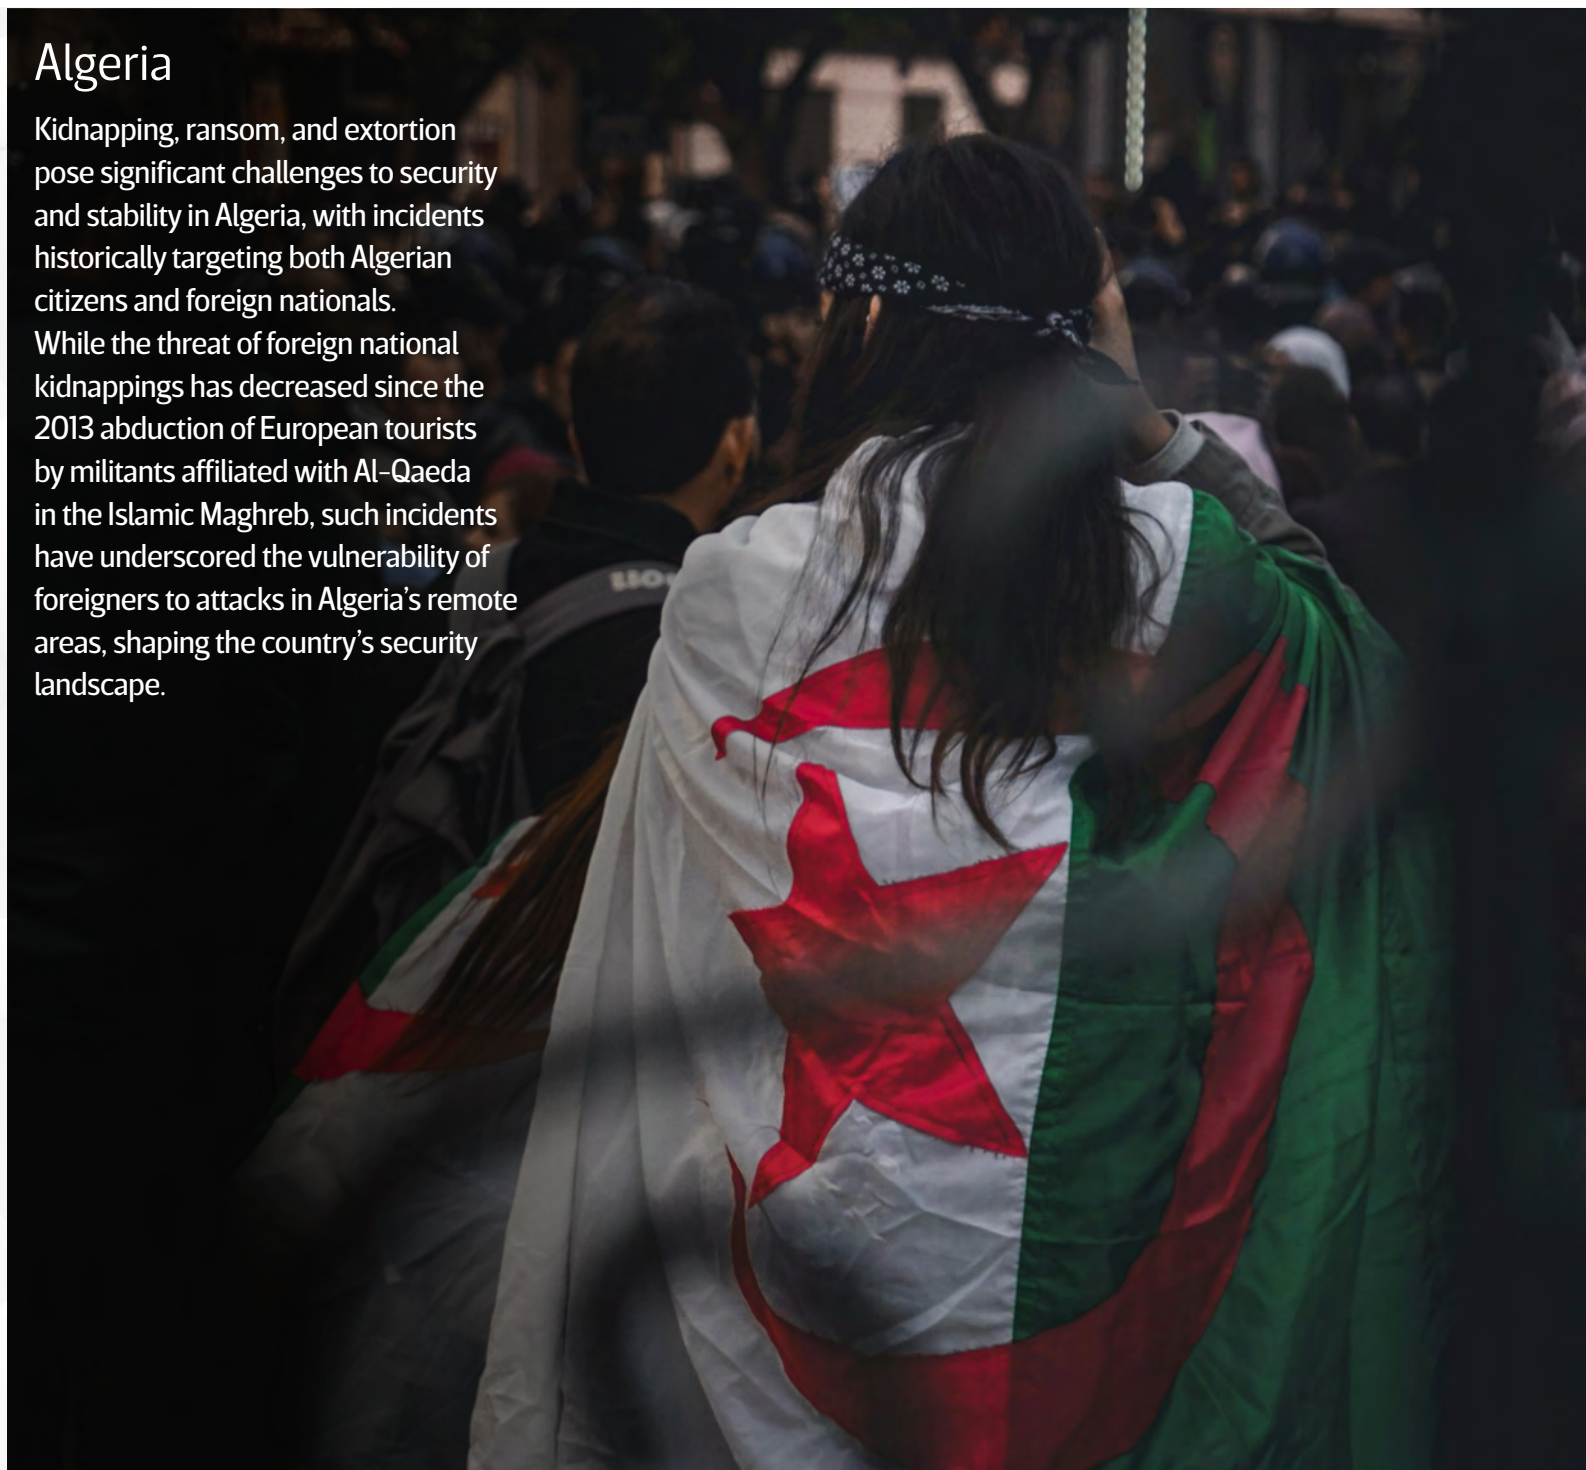 Algeria
Kidnapping, ransom, and extortion
pose significant challenges to security
and stability in Algeria, with incidents
historically targeting both Algerian
citizens and foreign nationals.
While the threat of foreign national
kidnappings has decreased since the
2013 abduction of European tourists
by militants affiliated with Al-Qaeda
in the Islamic Maghreb, such incidents
have underscored the vulnerability of
foreigners to attacks in Algeria’s remote
areas, shaping the country’s security
landscape.